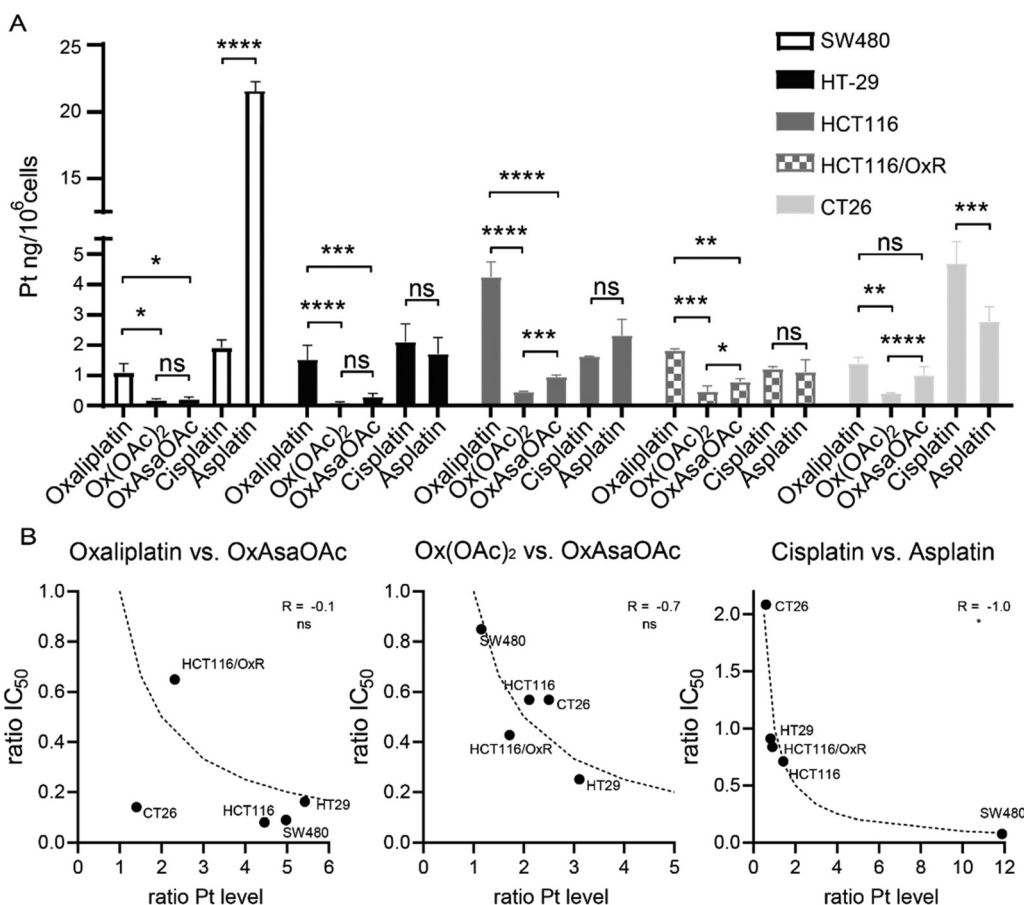 A
25
20
15
5
4
3
2
1
0
Pt ng/10⁶cells
SW480
HT-29
HCT116
HCT116/OxR
CT26
****
*
*
ns
***
****
ns
ns
****
****
***
ns
**
***
*
ns
ns
**
****
***
Oxaliplatin
Ox(OAc)₂
OxAsaOAc
Cisplatin
Asplatin
Oxaliplatin
Ox(OAc)₂
OxAsaOAc
Cisplatin
Asplatin
Oxaliplatin
Ox(OAc)₂
OxAsaOAc
Cisplatin
Asplatin
Oxaliplatin
Ox(OAc)₂
OxAsaOAc
Cisplatin
Asplatin
Oxaliplatin
Ox(OAc)₂
OxAsaOAc
Cisplatin
Asplatin
B
Oxaliplatin vs. OxAsaOAc
R = -0.1
ns
1.0
0.8
0.6
0.4
0.2
0.0
ratio IC₅₀
HCT116/OxR
CT26
HCT116
HT29
SW480
0 1 2 3 4 5 6
ratio Pt level
Ox(OAc)₂ vs. OxAsaOAc
R = -0.7
ns
1.0
0.8
0.6
0.4
0.2
0.0
ratio IC₅₀
SW480
HCT116
CT26
HCT116/OxR
HT29
0 1 2 3 4 5
ratio Pt level
Cisplatin vs. Asplatin
R = -1.0
*
2.0
1.5
1.0
0.5
0.0
ratio IC₅₀
CT26
HT29
HCT116/OxR
HCT116
SW480
0 2 4 6 8 10 12
ratio Pt level